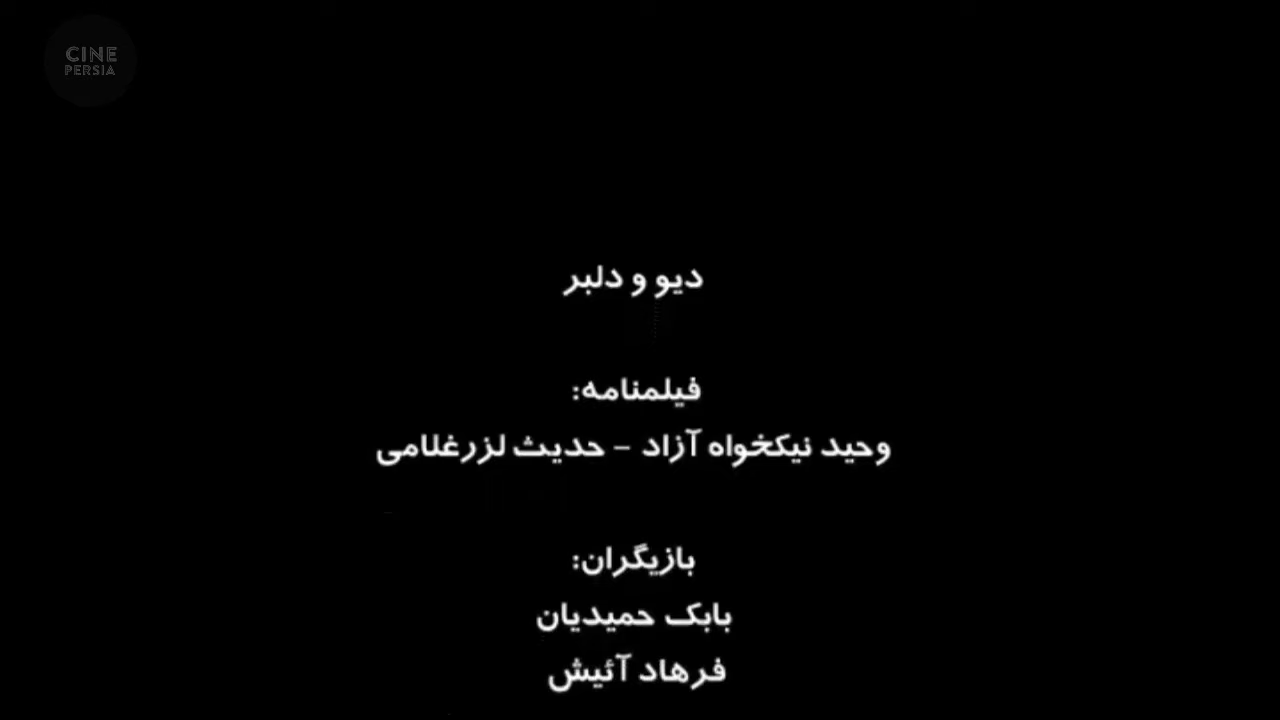 CINE
PERSIA
دیو و دلبر
فیلمنامه:
وحید نیکخواه آزاد – حدیث لزرغلامی
بازیگران:
بابک حمیدیان
فرهاد آئیش